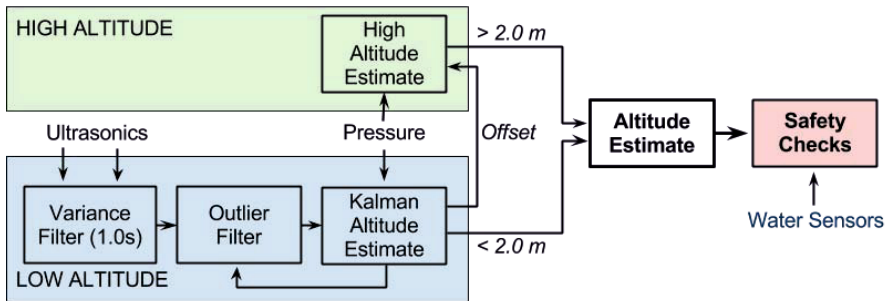 HIGH ALTITUDE
High
Altitude
Estimate
> 2.0 m
Ultrasonics
Pressure
Offset
Altitude
Estimate
Safety
Checks
Variance
Filter (1.0s)
Outlier
Filter
Kalman
Altitude
Estimate
< 2.0 m
Water Sensors
LOW ALTITUDE